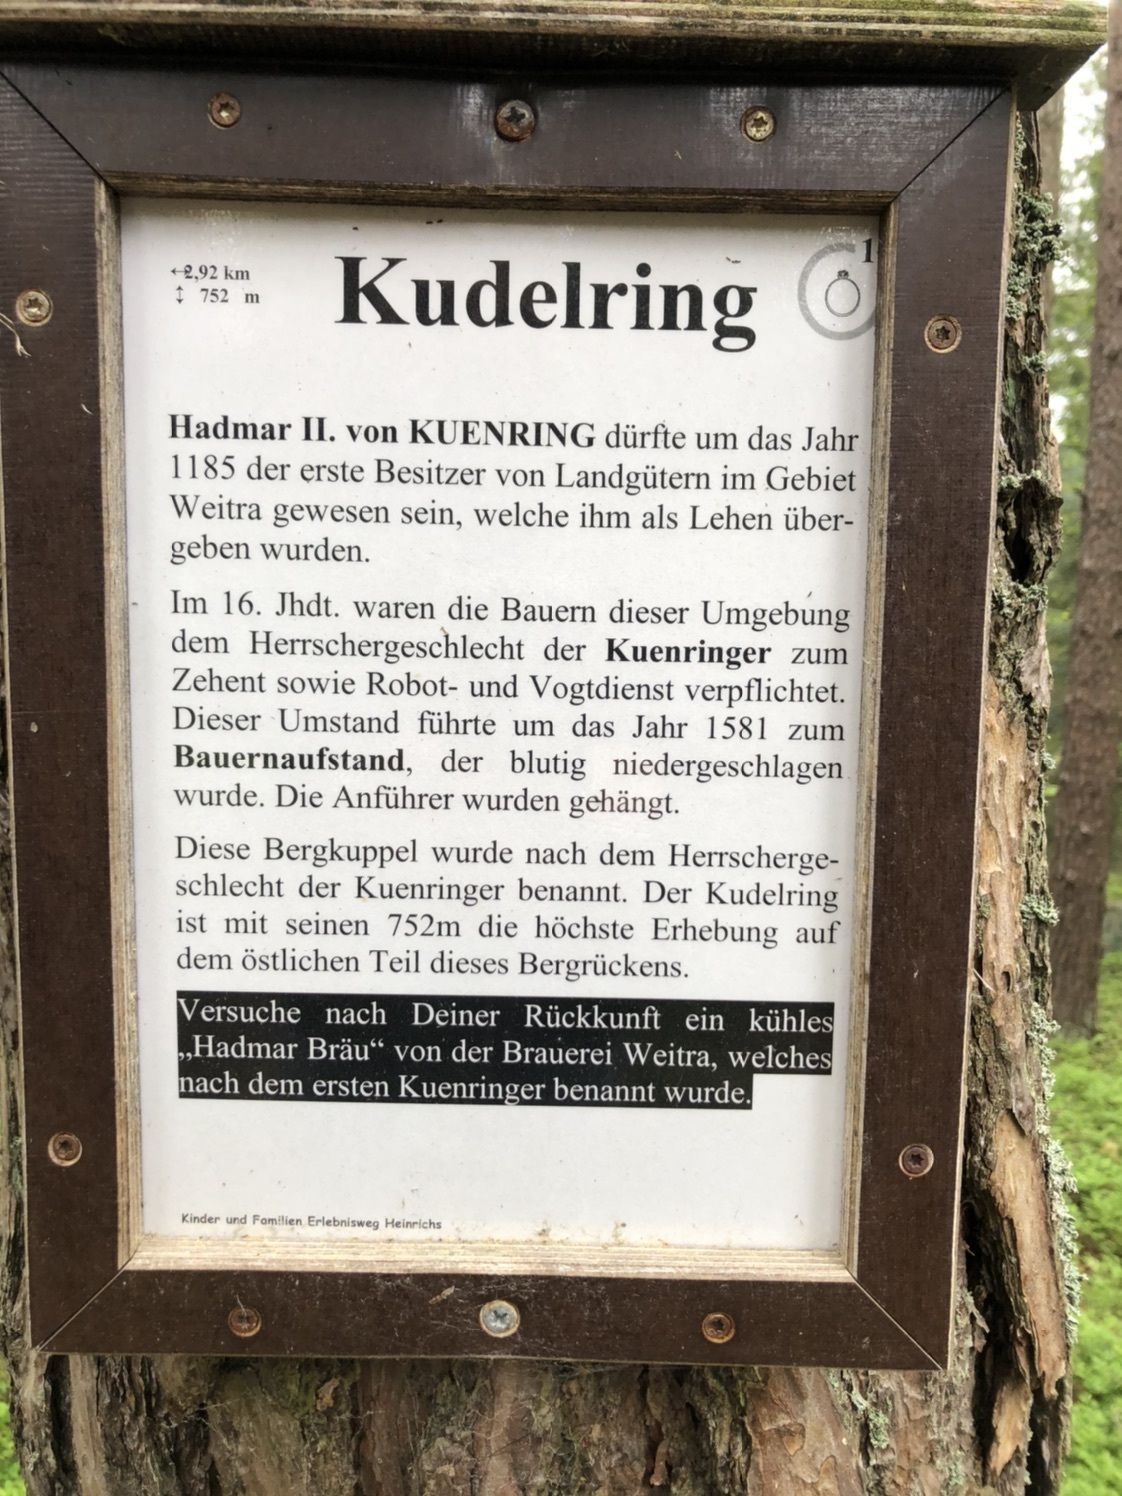 ↔2,92 km
↕ 752 m
Kudelring
1
Hadmar II. von KUENRING dürfte um das Jahr
1185 der erste Besitzer von Landgütern im Gebiet
Weitra gewesen sein, welche ihm als Lehen über-
geben wurden.
Im 16. Jhdt. waren die Bauern dieser Umgebung
dem Herrschergeschlecht der Kuenringer zum
Zehent sowie Robot- und Vogtdienst verpflichtet.
Dieser Umstand führte um das Jahr 1581 zum
Bauernaufstand, der blutig niedergeschlagen
wurde. Die Anführer wurden gehängt.
Diese Bergkuppel wurde nach dem Herrscherge-
schlecht der Kuenringer benannt. Der Kudelring
ist mit seinen 752m die höchste Erhebung auf
dem östlichen Teil dieses Bergrückens.
Versuche nach Deiner Rückkunft ein kühles
„Hadmar Bräu“ von der Brauerei Weitra, welches
nach dem ersten Kuenringer benannt wurde.
Kinder und Familien Erlebnisweg Heinrichs